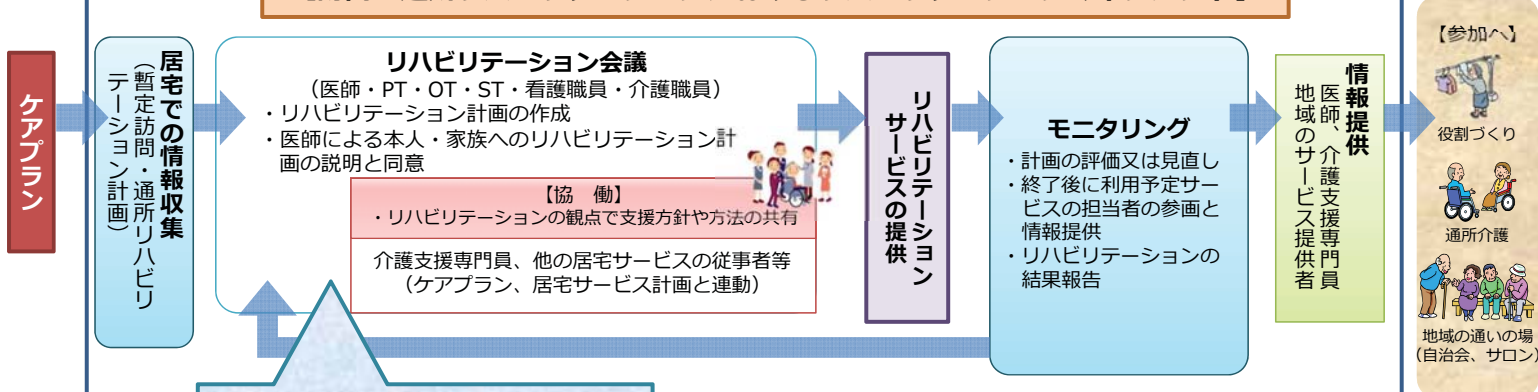 ケアプラン
居宅での情報収集
（暫定訪問・通所リハビリ
テーション計画）
リハビリテーション会議
（医師・PT・OT・ST・看護職員・介護職員）
・リハビリテーション計画の作成
・医師による本人・家族へのリハビリテーション計
画の説明と同意
【協　働】
・リハビリテーションの観点で支援方針や方法の共有
介護支援専門員、他の居宅サービスの従事者等
（ケアプラン、居宅サービス計画と連動）
リハビリテーション
サービスの提供
モニタリング
・計画の評価又は見直し
・終了後に利用予定サー
ビスの担当者の参画と
情報提供
・リハビリテーションの
結果報告
情報提供
医師、介護支援専門員
地域のサービス提供者
【参加へ】
役割づくり
通所介護
地域の通いの場
（自治会、サロン）